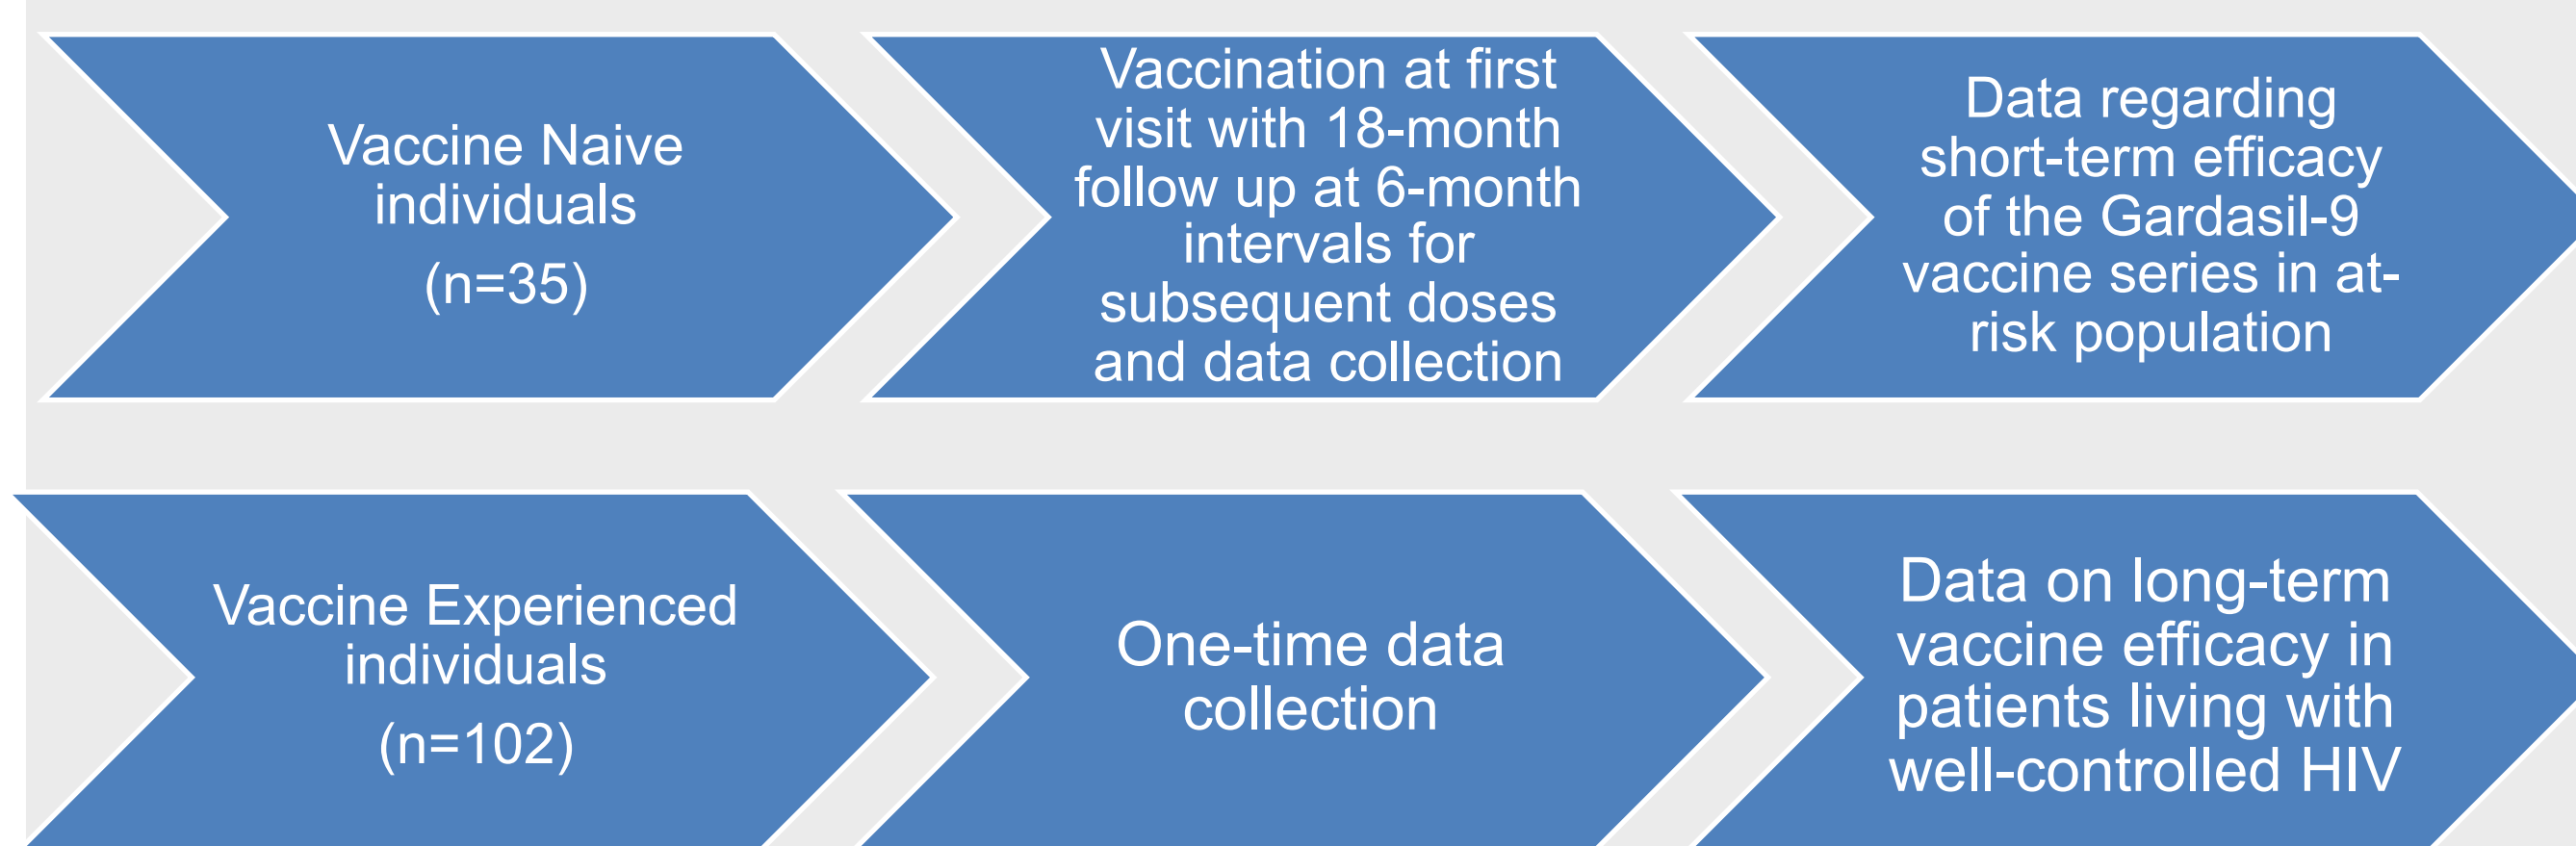 Vaccine Naive
individuals
(n=35)
Vaccination at first
visit with 18-month
follow up at 6-month
intervals for
subsequent doses
and data collection
Data regarding
short-term efficacy
of the Gardasil-9
vaccine series in at-
risk population
Vaccine Experienced
individuals
(n=102)
One-time data
collection
Data on long-term
vaccine efficacy in
patients living with
well-controlled HIV